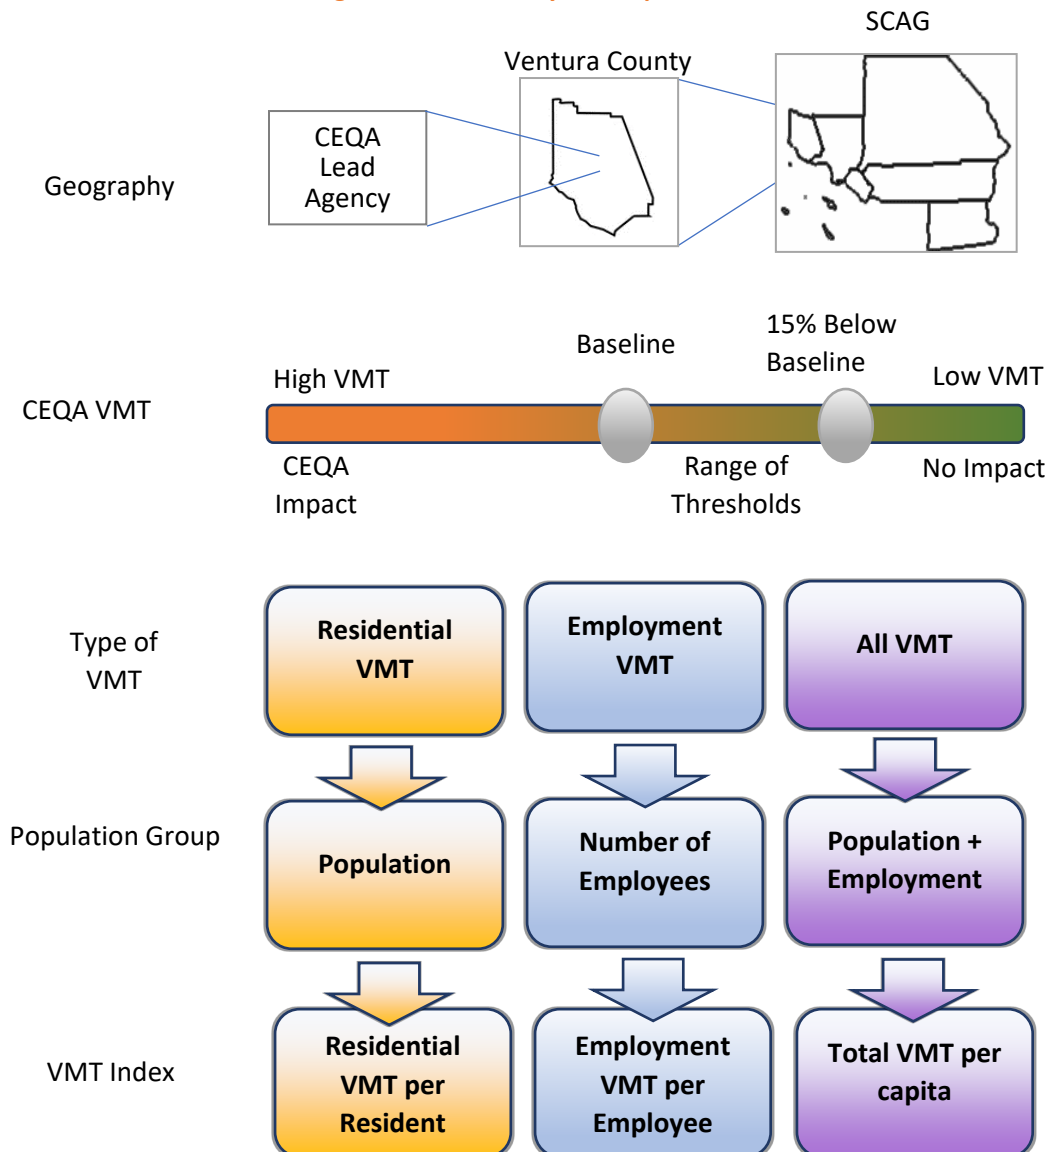 SCAG
Ventura County
CEQA
Lead
Agency
Geography
15% Below
Baseline
Baseline
High VMT
Low VMT
CEQA VMT
CEQA
Impact
Range of
Thresholds
No Impact
Type of
VMT
Residential
VMT
Employment
VMT
All VMT
Population Group
Population
Number of
Employees
Population +
Employment
VMT Index
Residential
VMT per
Resident
Employment
VMT per
Employee
Total VMT per
capita